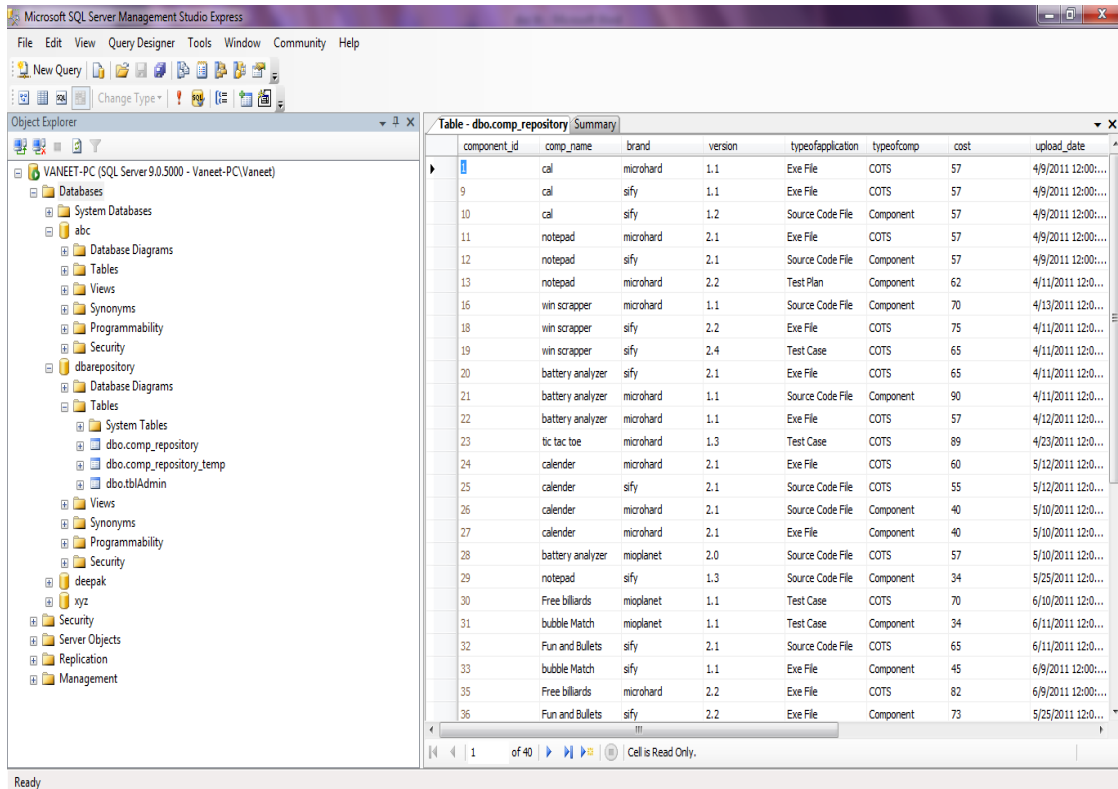 Microsoft SQL Server Management Studio Express
File Edit View Query Designer Tools Window Community Help
New Query
Change Type
Object Explorer
VANEET-PC (SQL Server 9.0.5000 - Vaneet-PC\Vaneet)
Databases
System Databases
abc
Database Diagrams
Tables
Views
Synonyms
Programmability
Security
dbarepository
Database Diagrams
Tables
System Tables
dbo.comp_repository
dbo.comp_repository_temp
dbo.tblAdmin
Views
Synonyms
Programmability
Security
deepak
xyz
Security
Server Objects
Replication
Management
Table - dbo.comp_repository Summary
component_id comp_name brand version typeofapplication typeofcomp cost upload_date
1 cal microhard 1.1 Exe File COTS 57 4/9/2011 12:00:...
9 cal sify 1.1 Exe File COTS 57 4/9/2011 12:00:...
10 cal sify 1.2 Source Code File Component 57 4/9/2011 12:00:...
11 notepad microhard 2.1 Exe File COTS 57 4/9/2011 12:00:...
12 notepad sify 2.1 Source Code File Component 57 4/9/2011 12:00:...
13 notepad microhard 2.2 Test Plan Component 62 4/11/2011 12:0...
16 win scrapper microhard 1.1 Source Code File Component 70 4/13/2011 12:0...
18 win scrapper sify 2.2 Exe File COTS 75 4/11/2011 12:0...
19 win scrapper sify 2.4 Test Case COTS 65 4/11/2011 12:0...
20 battery analyzer sify 2.1 Exe File COTS 65 4/11/2011 12:0...
21 battery analyzer microhard 1.1 Source Code File Component 90 4/11/2011 12:0...
22 battery analyzer microhard 1.1 Exe File COTS 57 4/12/2011 12:0...
23 tic tac toe microhard 1.3 Test Case COTS 89 4/23/2011 12:0...
24 calender microhard 2.1 Exe File COTS 60 5/12/2011 12:0...
25 calender sify 2.1 Source Code File COTS 55 5/12/2011 12:0...
26 calender microhard 2.1 Source Code File Component 40 5/10/2011 12:0...
27 calender microhard 2.1 Exe File Component 40 5/10/2011 12:0...
28 battery analyzer mioplanet 2.0 Source Code File COTS 57 5/10/2011 12:0...
29 notepad sify 1.3 Source Code File Component 34 5/25/2011 12:0...
30 Free billiards mioplanet 1.1 Test Case COTS 70 6/10/2011 12:0...
31 bubble Match mioplanet 1.1 Test Case Component 34 6/11/2011 12:0...
32 Fun and Bullets sify 2.1 Source Code File COTS 65 6/11/2011 12:0...
33 bubble Match sify 1.1 Exe File Component 45 6/9/2011 12:00:...
35 Free billiards microhard 2.2 Exe File COTS 82 6/9/2011 12:00:...
36 Fun and Bullets sify 2.2 Exe File Component 73 5/25/2011 12:0...
1 of 40 Cell is Read Only.
Ready